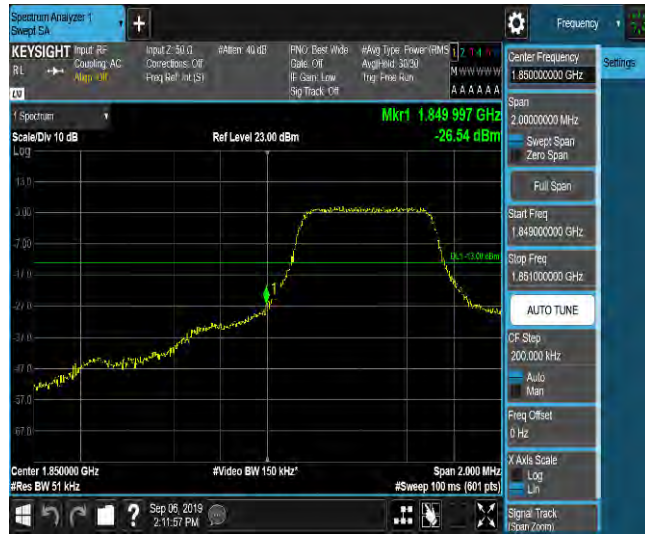 Spectrum Analyzer 1
Swept SA
+
Frequency
KEYSIGHT
Input: RF
Input Z: 50 Ω
#Atten: 40 dB
PNO: Best Wide
#Avg Type: Power (RMS
RL
Coupling: AC
Corrections: Off
Gate: Off
Avg|Hold: 30/30
M W W W W W
Align: Off
Freq Ref: Int (S)
IF Gain: Low
Trig: Free Run
Sig Track: Off
A A A A A A
1 Spectrum
Mkr1 1.849 997 GHz
Scale/Div 10 dB
Ref Level 23.00 dBm
-26.54 dBm
Log
13.0
3.00
-7.00
DL1 -13.00 dBm
-17.0
1
-27.0
-37.0
-47.0
-57.0
-67.0
Center 1.850000 GHz
#Video BW 150 kHz*
Span 2.000 MHz
#Res BW 51 kHz
#Sweep 100 ms (601 pts)
?
Sep 06, 2019
2:11:57 PM
Center Frequency
1.850000000 GHz
Settings
Span
2.00000000 MHz
Swept Span
Zero Span
Full Span
Start Freq
1.849000000 GHz
Stop Freq
1.851000000 GHz
AUTO TUNE
CF Step
200.000 kHz
Auto
Man
Freq Offset
0 Hz
X Axis Scale
Log
Lin
Signal Track
(Span Zoom)